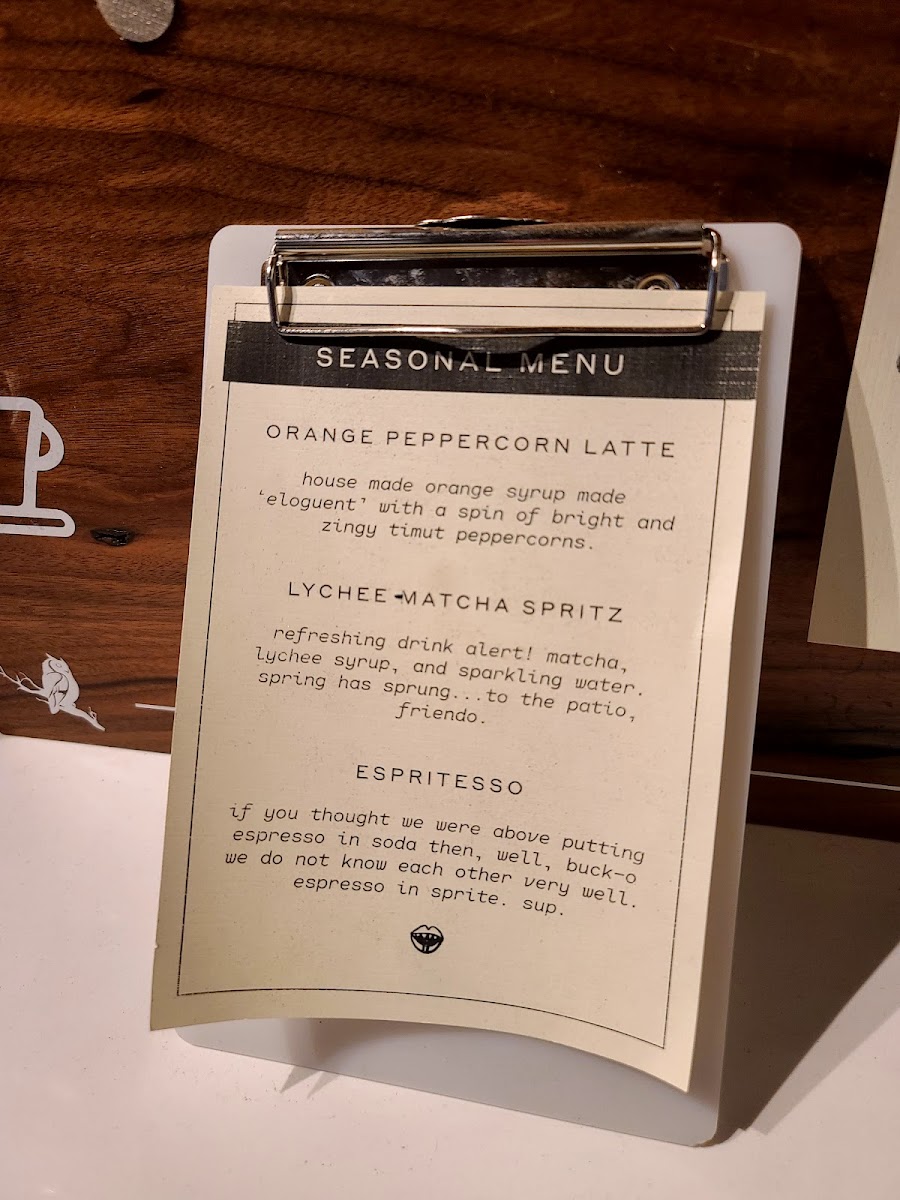 SEASONAL MENU
ORANGE PEPPERCORN LATTE
house made orange syrup made
'eloquent' with a spin of bright and
zingy timut peppercorns.
LYCHEE-MATCHA SPRITZ
refreshing drink alert! matcha,
lychee syrup, and sparkling water.
spring has sprung...to the patio,
friendo.
ESPRITESSO
if you thought we were above putting
espresso in soda then, well, buck-o
we do not know each other very well.
espresso in sprite. sup.